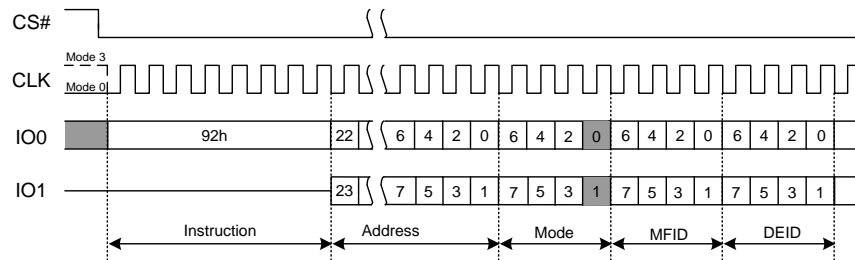 CS#
Mode 3
CLK
Mode 0
IO0 92h 22 6 4 2 0 6 4 2 0 6 4 2 0 6 4 2 0
IO1 23 7 5 3 1 7 5 3 1 7 5 3 1 7 5 3 1
Instruction Address Mode MFID DEID